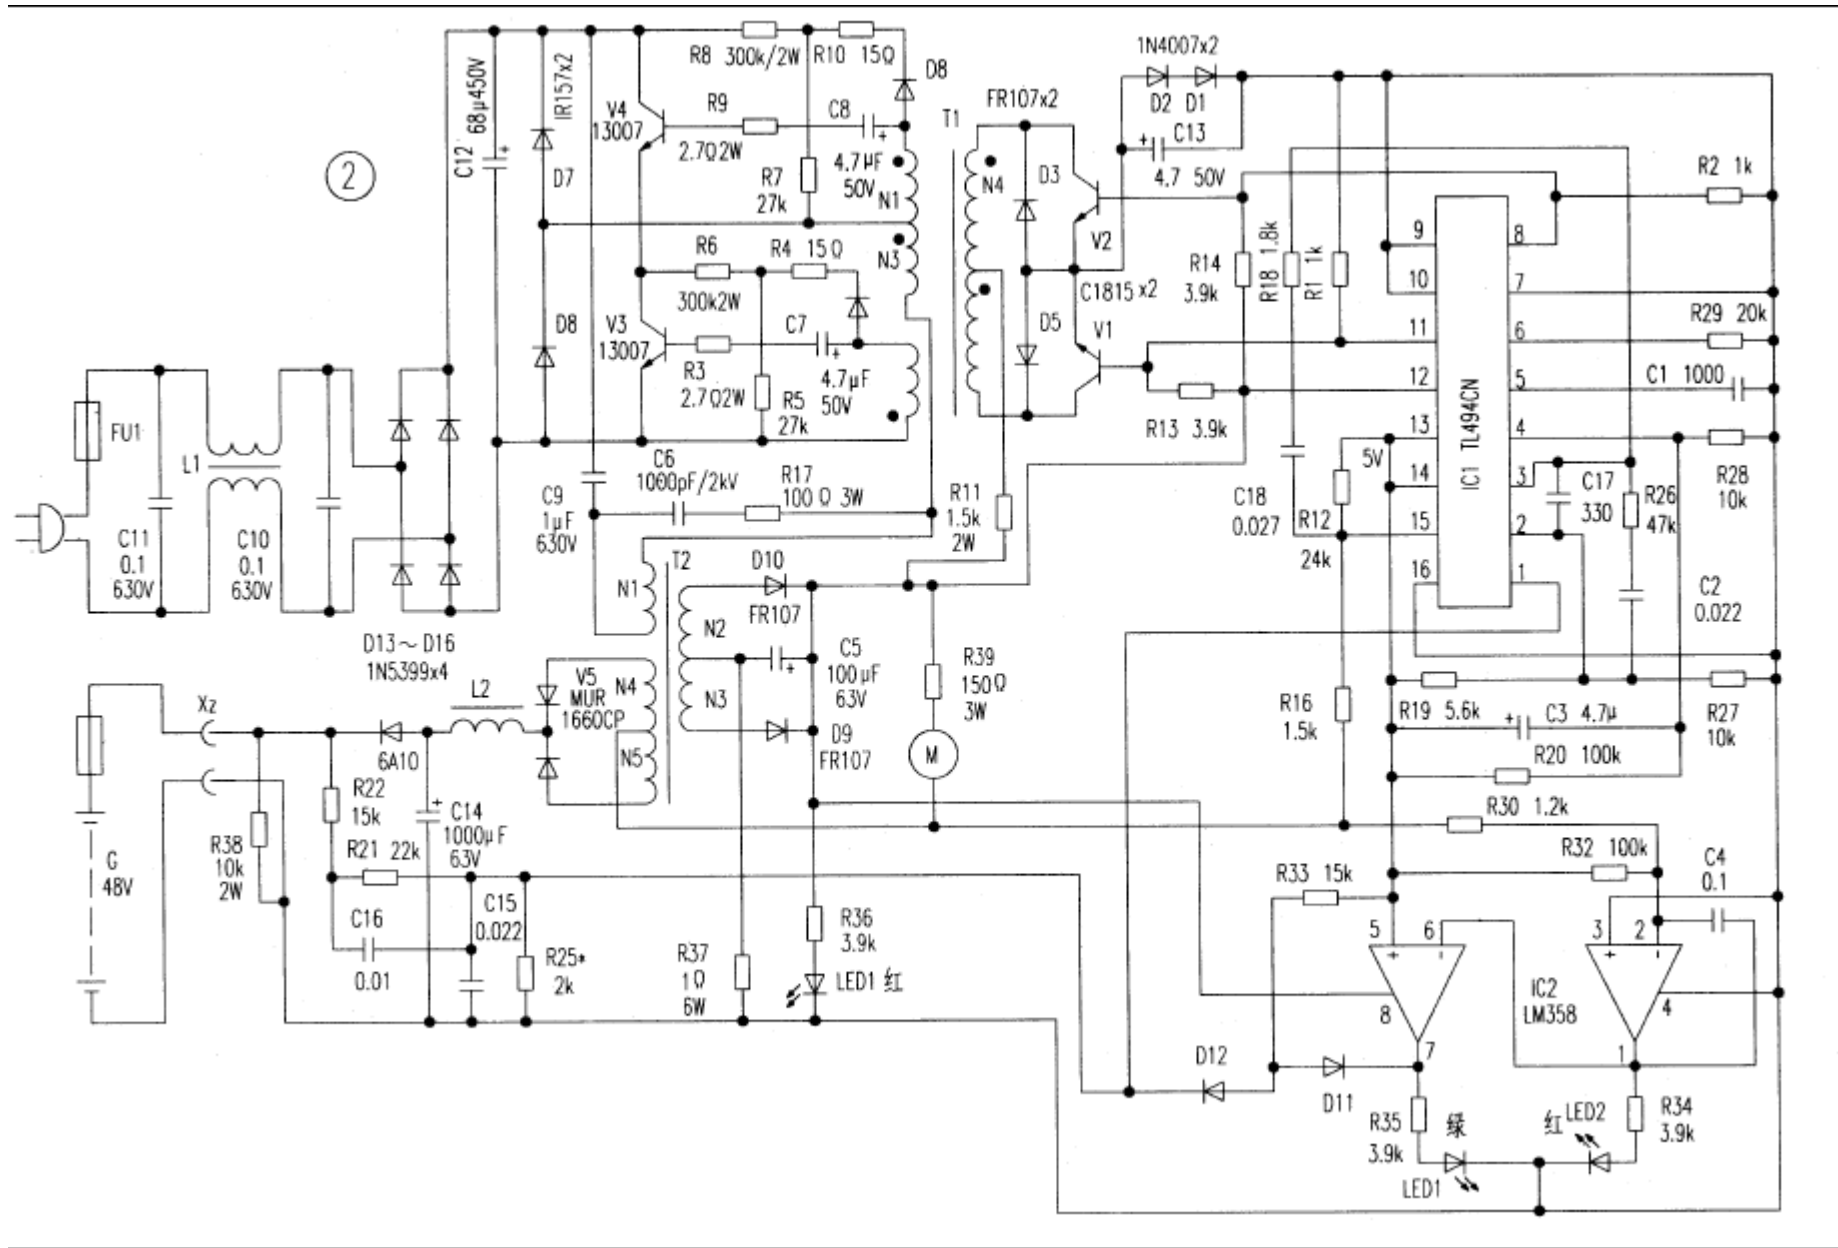 ②
C12 68μ450V
IR157x2
D7
D8
V4
13007
R8 300k/2W
R10 15Ω
D8
R9
2.7Ω2W
C8
4.7μF
50V
R7
27k
N1
N3
R6
300k2W
R4 15Ω
V3
13007
R3
2.7Ω2W
C7
4.7μF
50V
R5
27k
T1
N4
FR107x2
D3
D5
1N4007x2
D2 D1
C13
4.7 50V
V2
C1815x2
V1
R14
3.9k
R18 1.8k
R1 1k
R13 3.9k
R2 1k
9
10
11
12
13
14
15
16
8
7
6
5
4
3
2
1
IC1 TL494CN
R29 20k
C1 1000
R28
10k
C17
330
R26
47k
C2
0.022
5V
C18
0.027
R12
24k
FU1
L1
C11
0.1
630V
C10
0.1
630V
D13～D16
1N5399x4
C9
1μF
630V
C6
1000pF/2kV
R17
100Ω 3W
R11
1.5k
2W
T2
N1
N2
N3
N4
N5
D10
FR107
C5
100μF
63V
D9
FR107
R39
150Ω
3W
M
R16
1.5k
R19 5.6k
C3 4.7μ
R27
10k
R20 100k
R30 1.2k
R32 100k
C4
0.1
R33 15k
Xz
L2
V5
MUR
1660CP
6A10
R22
15k
C14
1000μF
63V
R38
10k
2W
R21 22k
C16
0.01
C15
0.022
R25*
2k
G
48V
R37
1Ω
6W
R36
3.9k
LED1 红
5
6
8
7
3
2
4
1
+
-
+
-
IC2
LM358
D12
D11
R35
3.9k
绿
LED1
红 LED2
R34
3.9k